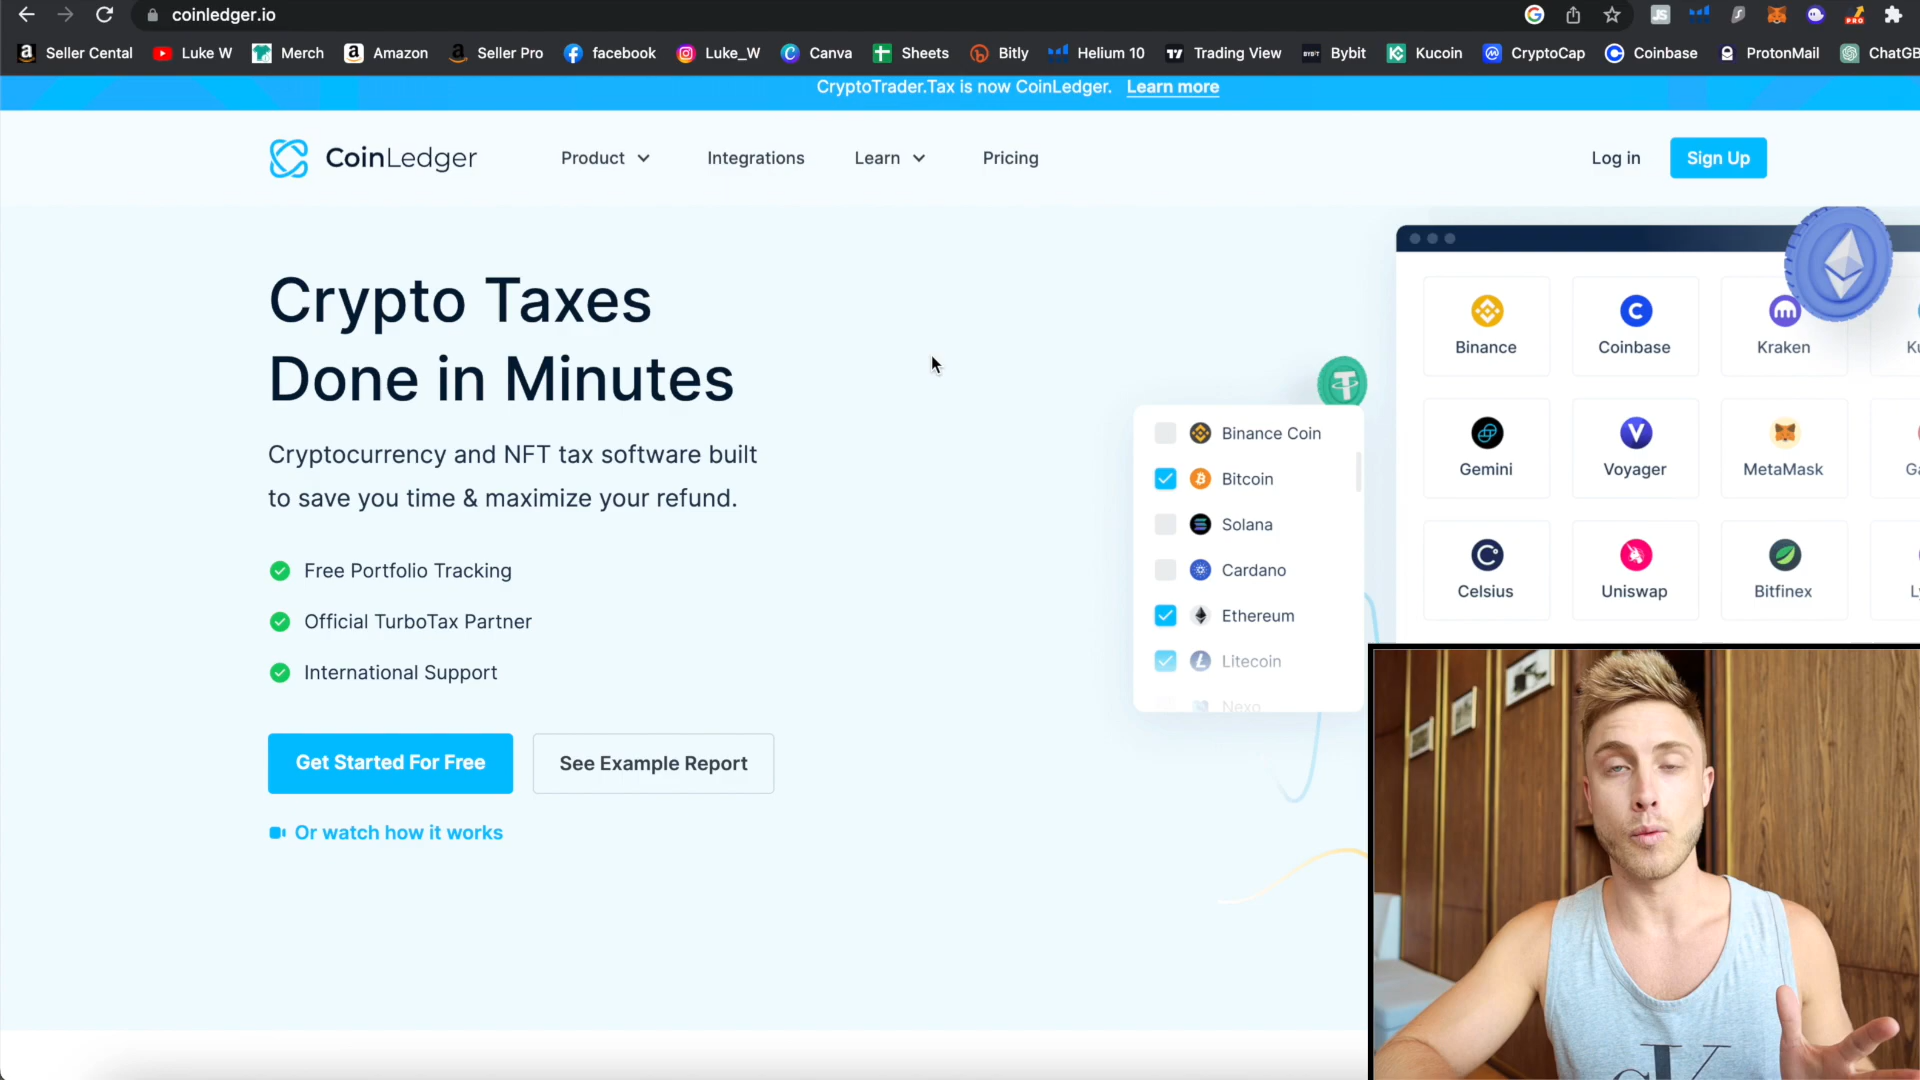 coinledger.io
Seller Cental Luke W Merch Amazon Seller Pro facebook Luke_W Canva Sheets Bitly Helium 10 Trading View Bybit Kucoin CryptoCap Coinbase ProtonMail ChatGB
CryptoTrader.Tax is now CoinLedger. Learn more
CoinLedger Product Integrations Learn Pricing Log in Sign Up
Crypto Taxes
Done in Minutes
Cryptocurrency and NFT tax software built
to save you time & maximize your refund.
Free Portfolio Tracking
Official TurboTax Partner
International Support
Get Started For Free See Example Report
Or watch how it works
Binance Coin
Bitcoin
Solana
Cardano
Ethereum
Litecoin
Nexo
Binance Coinbase Kraken
Gemini Voyager MetaMask
Celsius Uniswap Bitfinex